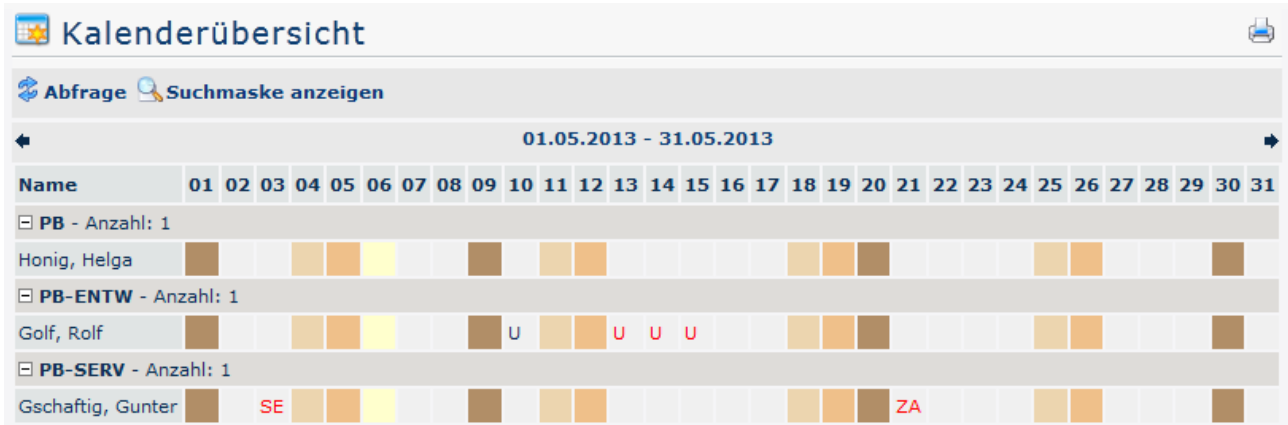 Kalenderübersicht
Abfrage Suchmaske anzeigen
01.05.2013 - 31.05.2013
Name 01 02 03 04 05 06 07 08 09 10 11 12 13 14 15 16 17 18 19 20 21 22 23 24 25 26 27 28 29 30 31
PB - Anzahl: 1
Honig, Helga
PB-ENTW - Anzahl: 1
Golf, Rolf U U U U
PB-SERV - Anzahl: 1
Gschaftig, Gunter SE ZA